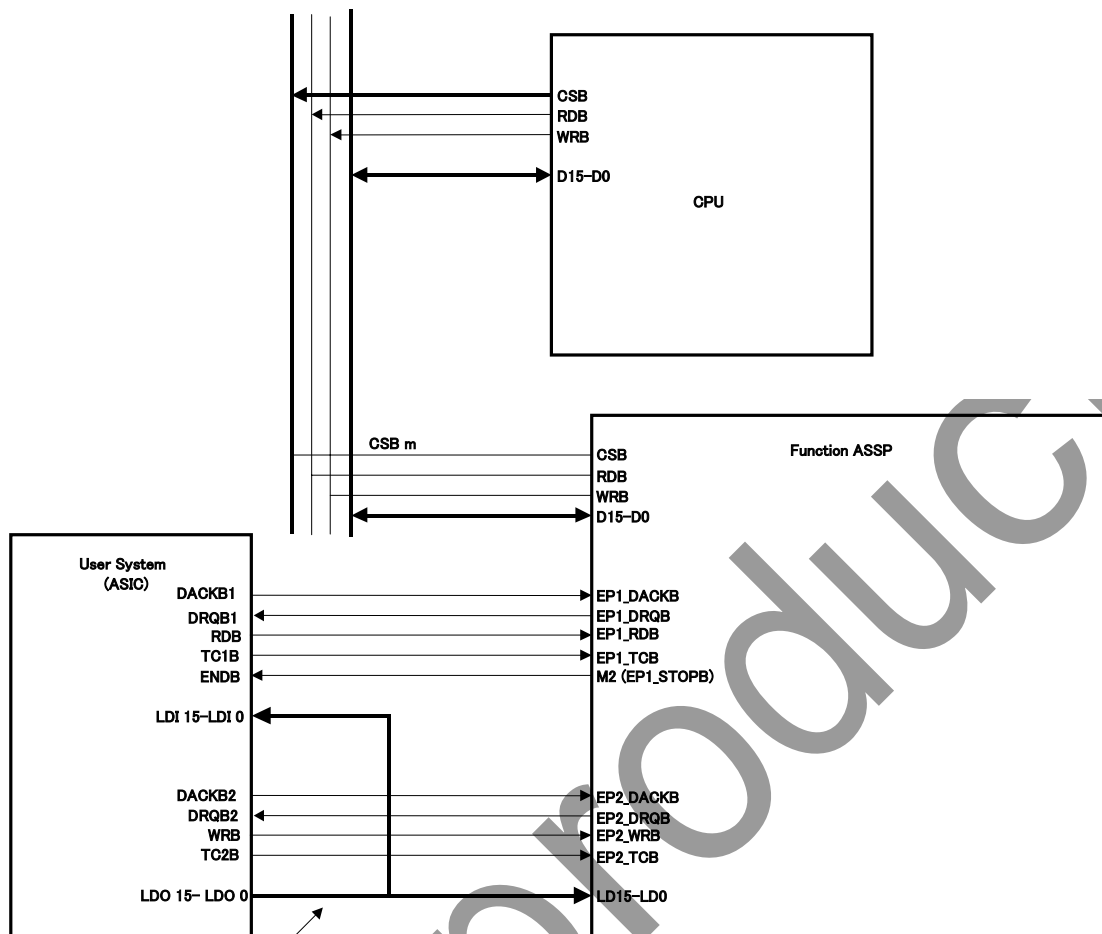 CSB
RDB
WRB
D15-D0
CPU
CSB m
Function ASSP
CSB
RDB
WRB
D15-D0
User System
(ASIC)
DACKB1
DRQB1
RDB
TC1B
ENDB
LDI 15-LDI 0
DACKB2
DRQB2
WRB
TC2B
LDO 15- LDO 0
EP1_DACKB
EP1_DRQB
EP1_RDB
EP1_TCB
M2 (EP1_STOPB)
EP2_DACKB
EP2_DRQB
EP2_WRB
EP2_TCB
LD15-LD0
product